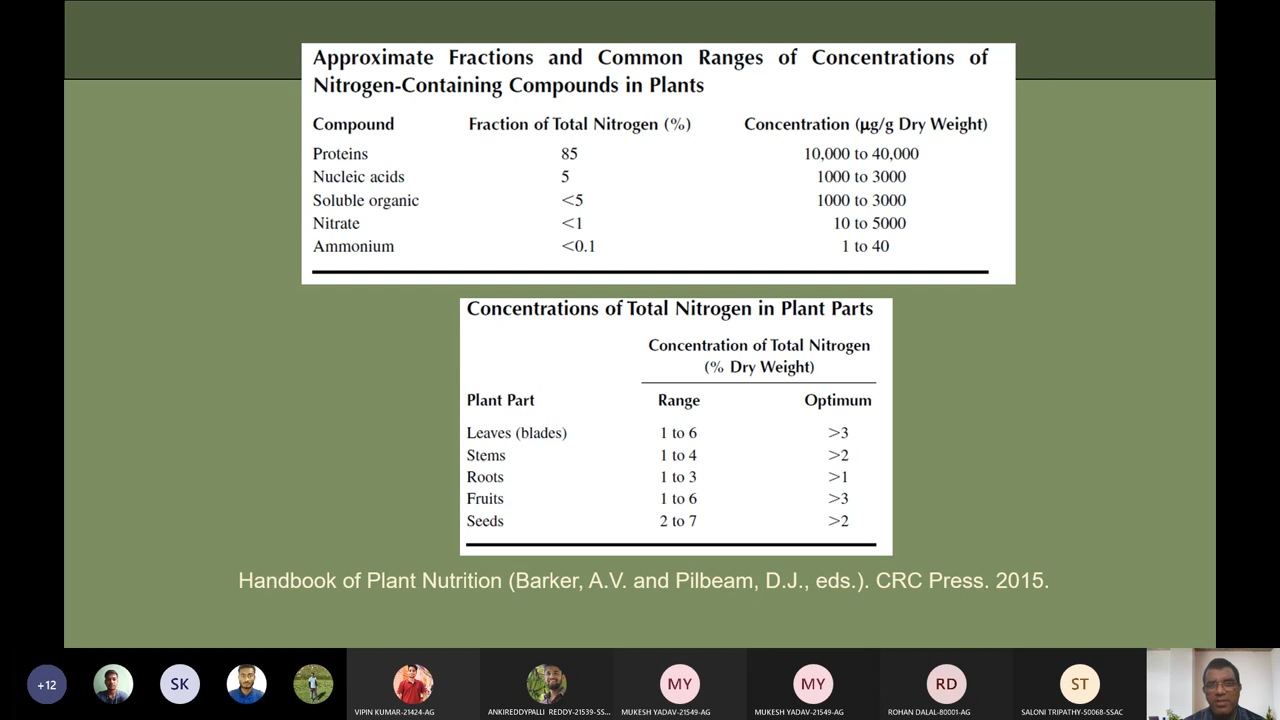 Approximate Fractions and Common Ranges of Concentrations of
Nitrogen-Containing Compounds in Plants
Compound Fraction of Total Nitrogen (%) Concentration (μg/g Dry Weight)
Proteins 85 10,000 to 40,000
Nucleic acids 5 1000 to 3000
Soluble organic <5 1000 to 3000
Nitrate <1 10 to 5000
Ammonium <0.1 1 to 40
Concentrations of Total Nitrogen in Plant Parts
Concentration of Total Nitrogen
(% Dry Weight)
Plant Part Range Optimum
Leaves (blades) 1 to 6 >3
Stems 1 to 4 >2
Roots 1 to 3 >1
Fruits 1 to 6 >3
Seeds 2 to 7 >2
Handbook of Plant Nutrition (Barker, A.V. and Pilbeam, D.J., eds.). CRC Press. 2015.
+12 SK MY MY RD ST
VIPIN KUMAR-21424-AG ANKIREDDYPALLI REDDY-21539-SS... MUKESH YADAV-21549-AG MUKESH YADAV-21549-AG ROHAN DALAL-80001-AG SALONI TRIPATHY-50068-SSAC